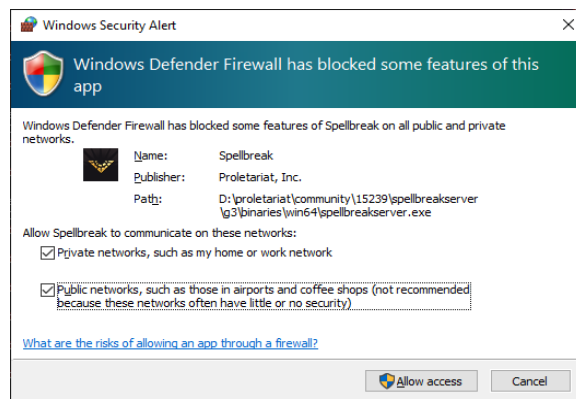 Windows Security Alert
Windows Defender Firewall has blocked some features of this
app
Windows Defender Firewall has blocked some features of Spellbreak on all public and private
networks.
Name: Spellbreak
Publisher: Proletariat, Inc.
Path: D:\proletariat\community\15239\spellbreakserver
\g3\binaries\win64\spellbreakserver.exe
Allow Spellbreak to communicate on these networks:
Private networks, such as my home or work network
Public networks, such as those in airports and coffee shops (not recommended
because these networks often have little or no security)
What are the risks of allowing an app through a firewall?
Allow access Cancel